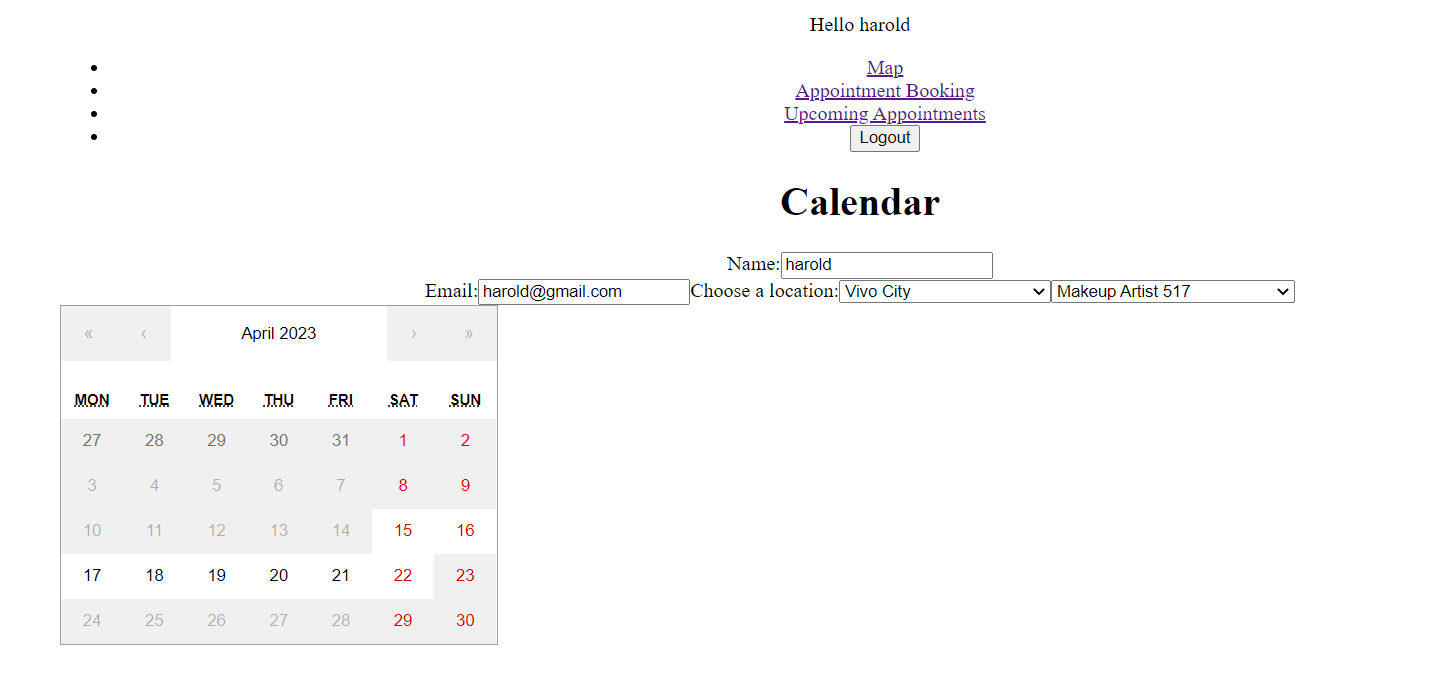 Hello harold
• Map
• Appointment Booking
• Upcoming Appointments
• Logout
Calendar
Name: harold
Email: harold@gmail.com Choose a location: Vivo City Makeup Artist 517
« ‹ April 2023 › »
MON TUE WED THU FRI SAT SUN
27 28 29 30 31 1 2
3 4 5 6 7 8 9
10 11 12 13 14 15 16
17 18 19 20 21 22 23
24 25 26 27 28 29 30